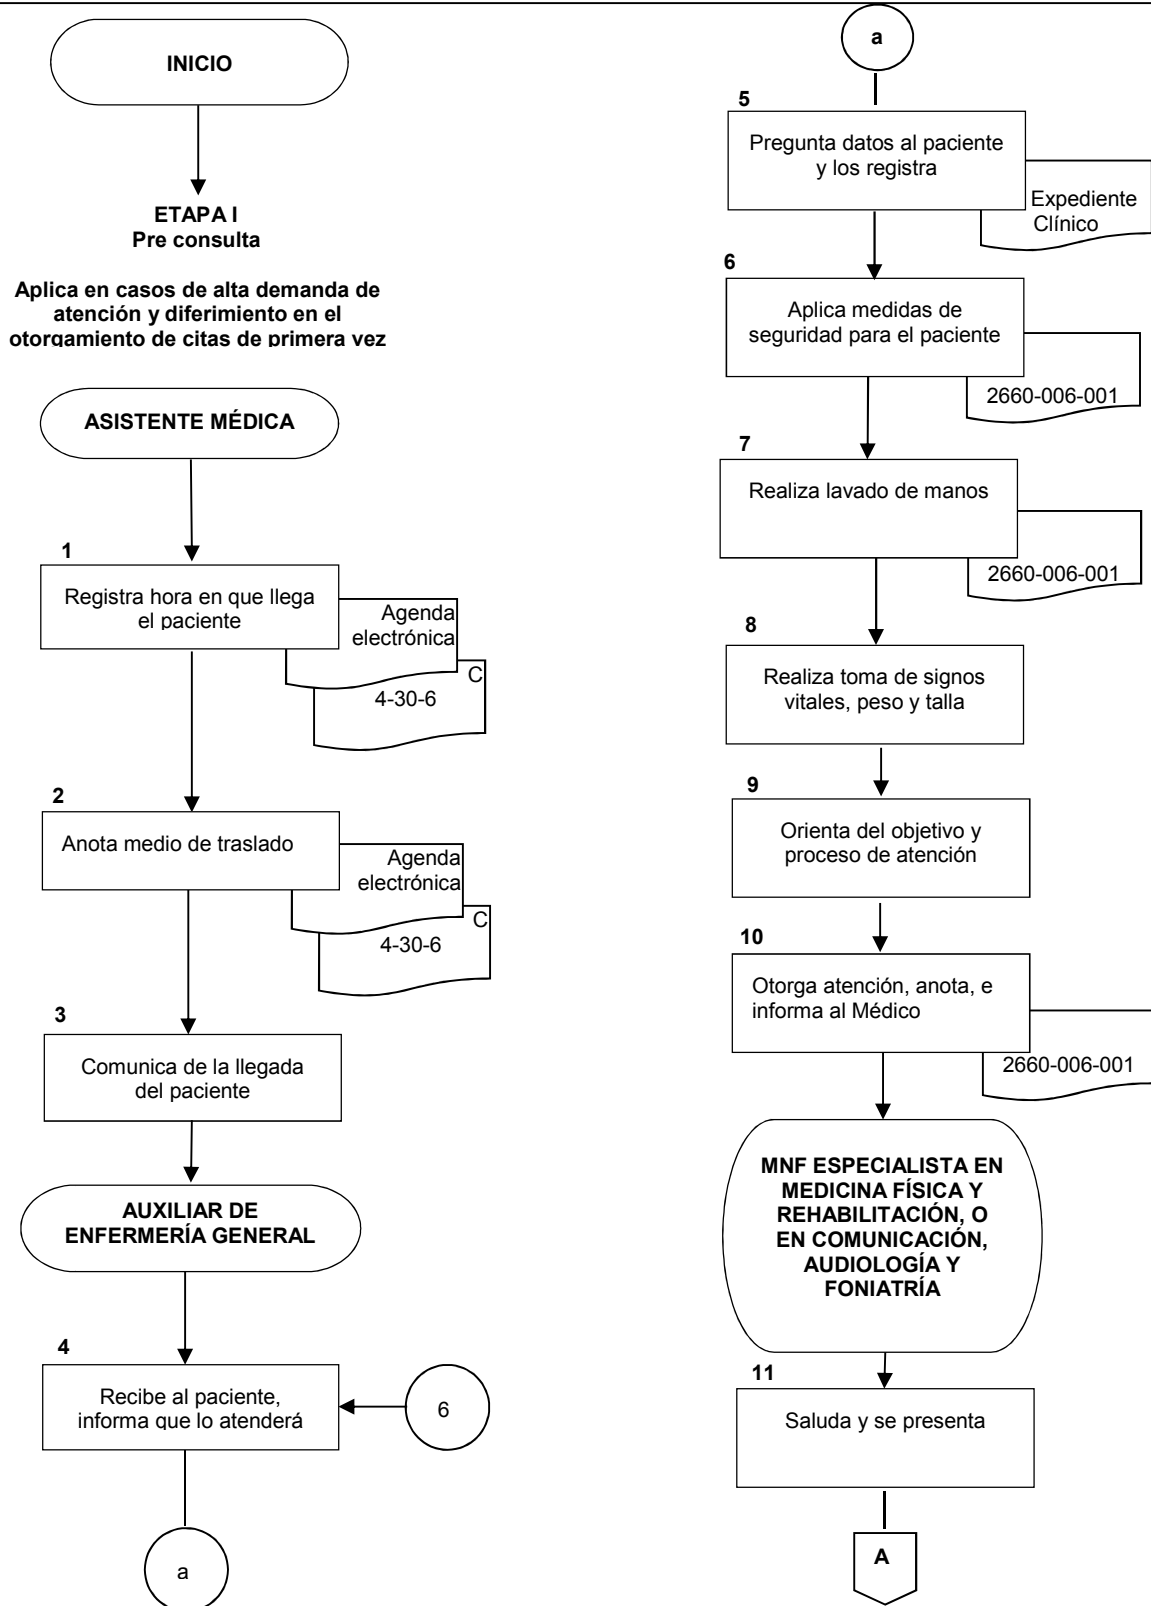 INICIO
ETAPA I
Pre consulta
Aplica en casos de alta demanda de
atención y diferimiento en el
otorgamiento de citas de primera vez
ASISTENTE MÉDICA
1
Registra hora en que llega
el paciente
Agenda
electrónica
C
4-30-6
2
Anota medio de traslado
Agenda
electrónica
C
4-30-6
3
Comunica de la llegada
del paciente
AUXILIAR DE
ENFERMERÍA GENERAL
4
Recibe al paciente,
informa que lo atenderá
6
a
a
5
Pregunta datos al paciente
y los registra
Expediente
Clínico
6
Aplica medidas de
seguridad para el paciente
2660-006-001
7
Realiza lavado de manos
2660-006-001
8
Realiza toma de signos
vitales, peso y talla
9
Orienta del objetivo y
proceso de atención
10
Otorga atención, anota, e
informa al Médico
2660-006-001
MNF ESPECIALISTA EN
MEDICINA FÍSICA Y
REHABILITACIÓN, O
EN COMUNICACIÓN,
AUDIOLOGÍA Y
FONIATRÍA
11
Saluda y se presenta
A